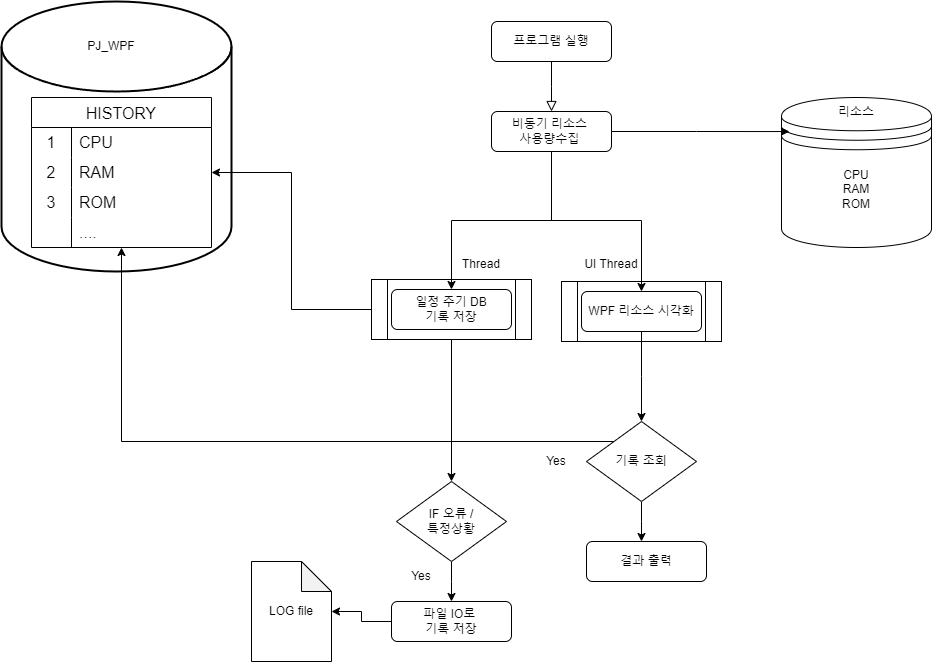 PJ_WPF
HISTORY
1 CPU
2 RAM
3 ROM
....
프로그램 실행
비동기 리소스
사용량수집
리소스
CPU
RAM
ROM
Thread
UI Thread
일정 주기 DB
기록 저장
WPF 리소스 시각화
Yes
기록 조회
IF 오류 /
특정상황
결과 출력
Yes
LOG file
파일 IO로
기록 저장